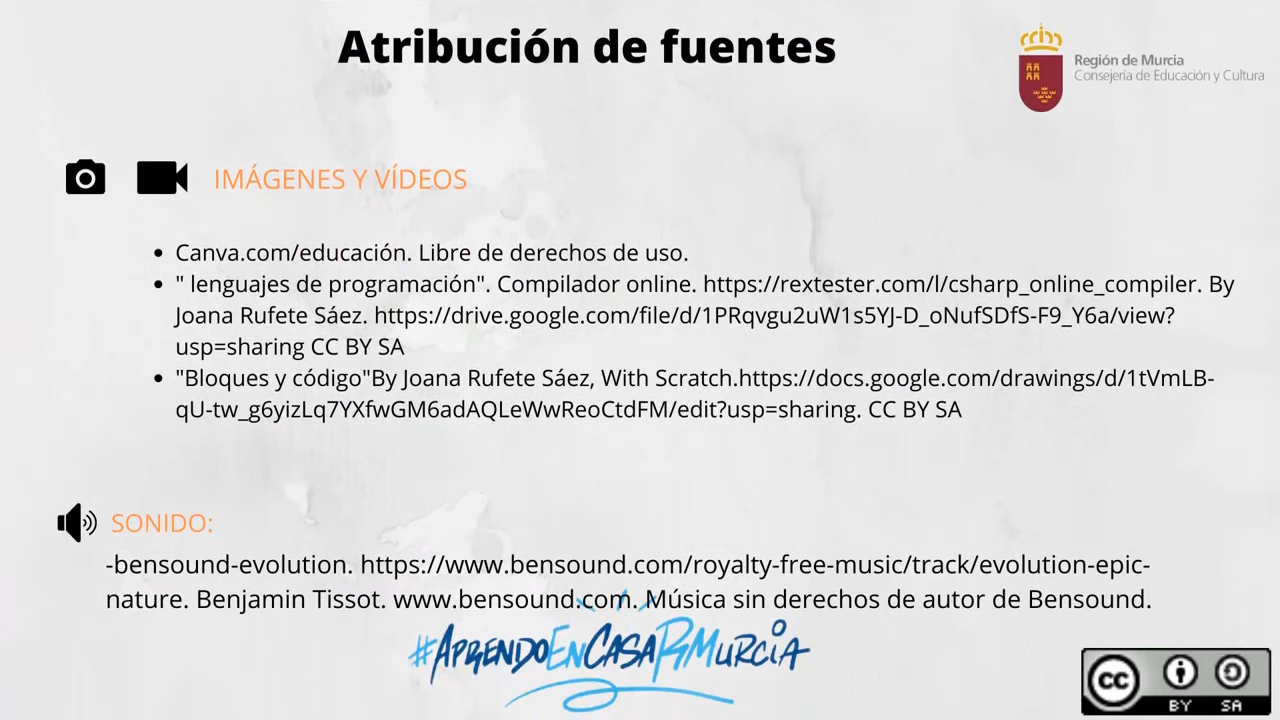 Atribución de fuentes
Región de Murcia
Consejería de Educación y Cultura
IMÁGENES Y VÍDEOS
• Canva.com/educación. Libre de derechos de uso.
• " lenguajes de programación". Compilador online. https://rextester.com/l/csharp_online_compiler. By
Joana Rufete Sáez. https://drive.google.com/file/d/1PRqvgu2uW1s5YJ-D_oNufSDfS-F9_Y6a/view?
usp=sharing CC BY SA
• "Bloques y código"By Joana Rufete Sáez, With Scratch.https://docs.google.com/drawings/d/1tVmLB-
qU-tw_g6yizLq7YXfwGM6adAQLeWwReoCtdFM/edit?usp=sharing. CC BY SA
SONIDO:
-bensound-evolution. https://www.bensound.com/royalty-free-music/track/evolution-epic-
nature. Benjamin Tissot. www.bensound.com. Música sin derechos de autor de Bensound.
#APRENDOENCASARMURCIA
CC BY SA